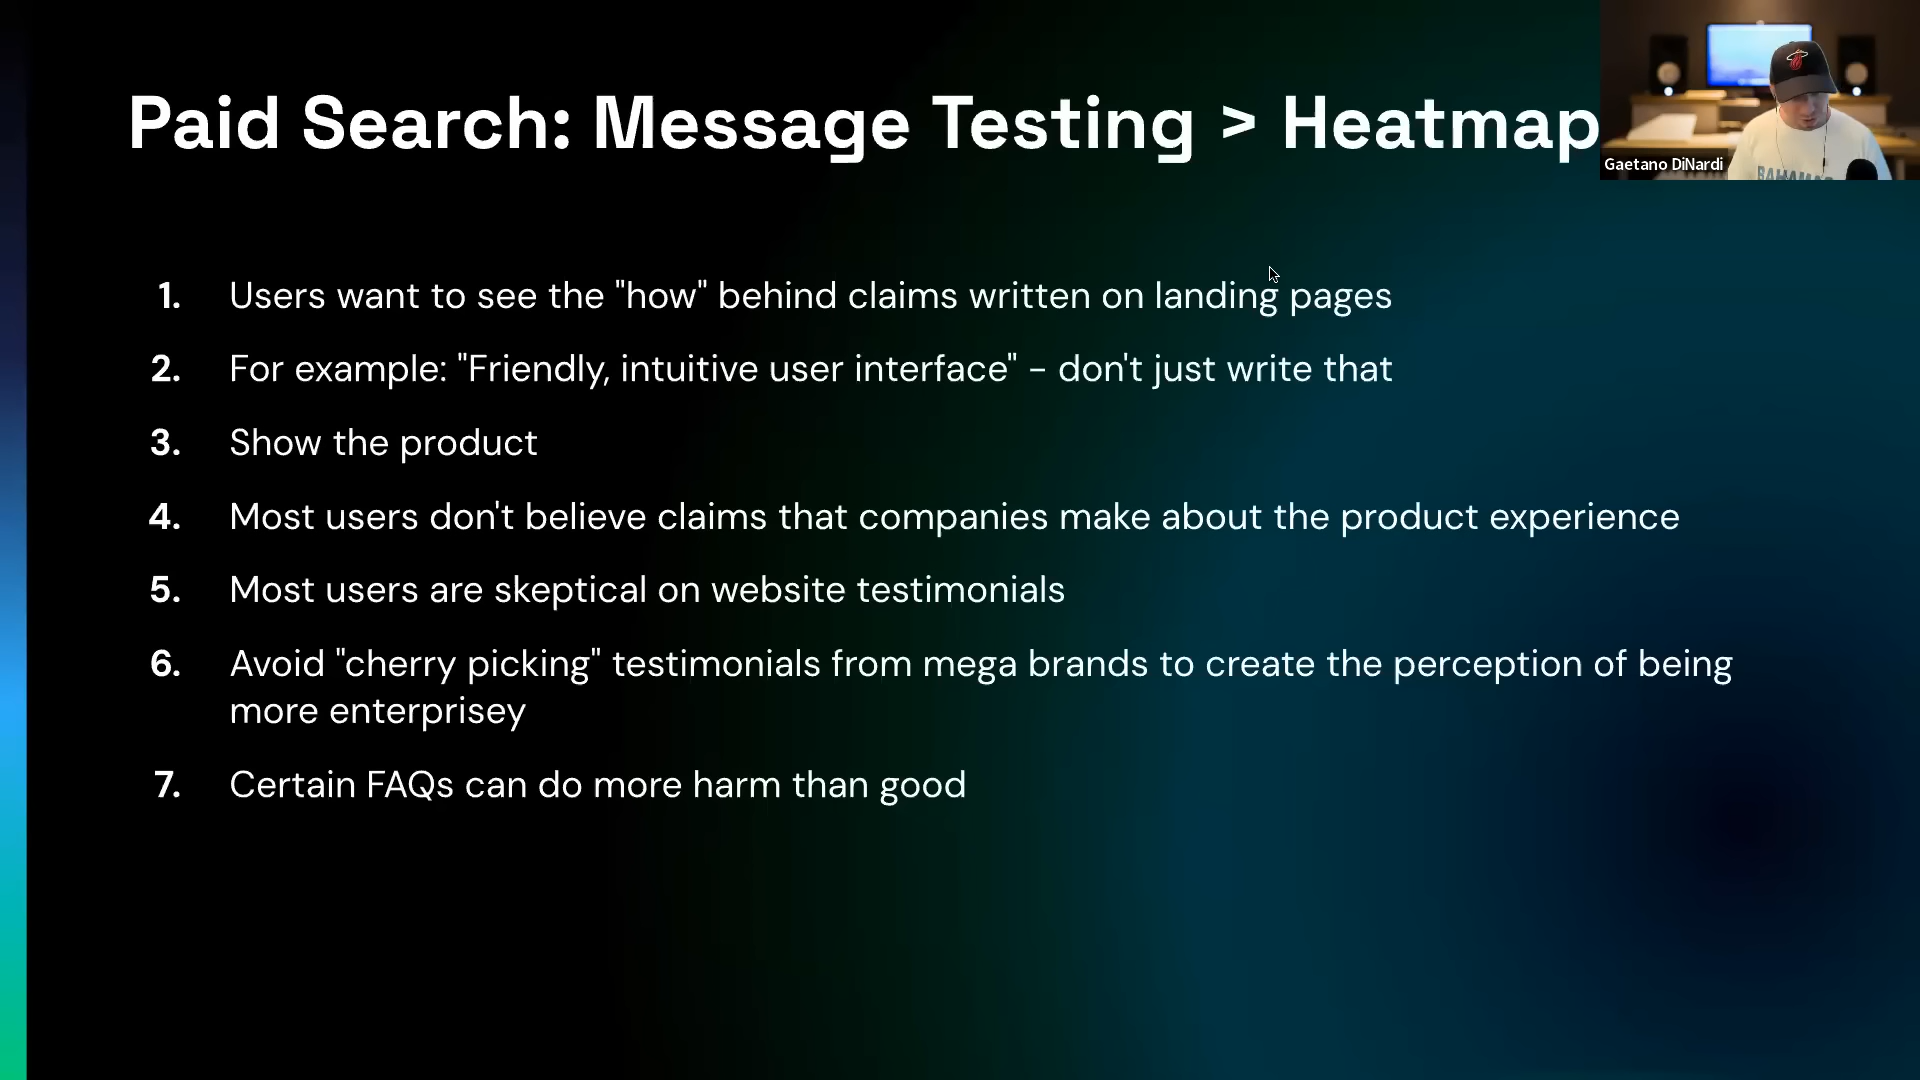 Paid Search: Message Testing > Heatmap
Gaetano DiNardi
1. Users want to see the "how" behind claims written on landing pages
2. For example: "Friendly, intuitive user interface" - don't just write that
3. Show the product
4. Most users don't believe claims that companies make about the product experience
5. Most users are skeptical on website testimonials
6. Avoid "cherry picking" testimonials from mega brands to create the perception of being
more enterprisey
7. Certain FAQs can do more harm than good